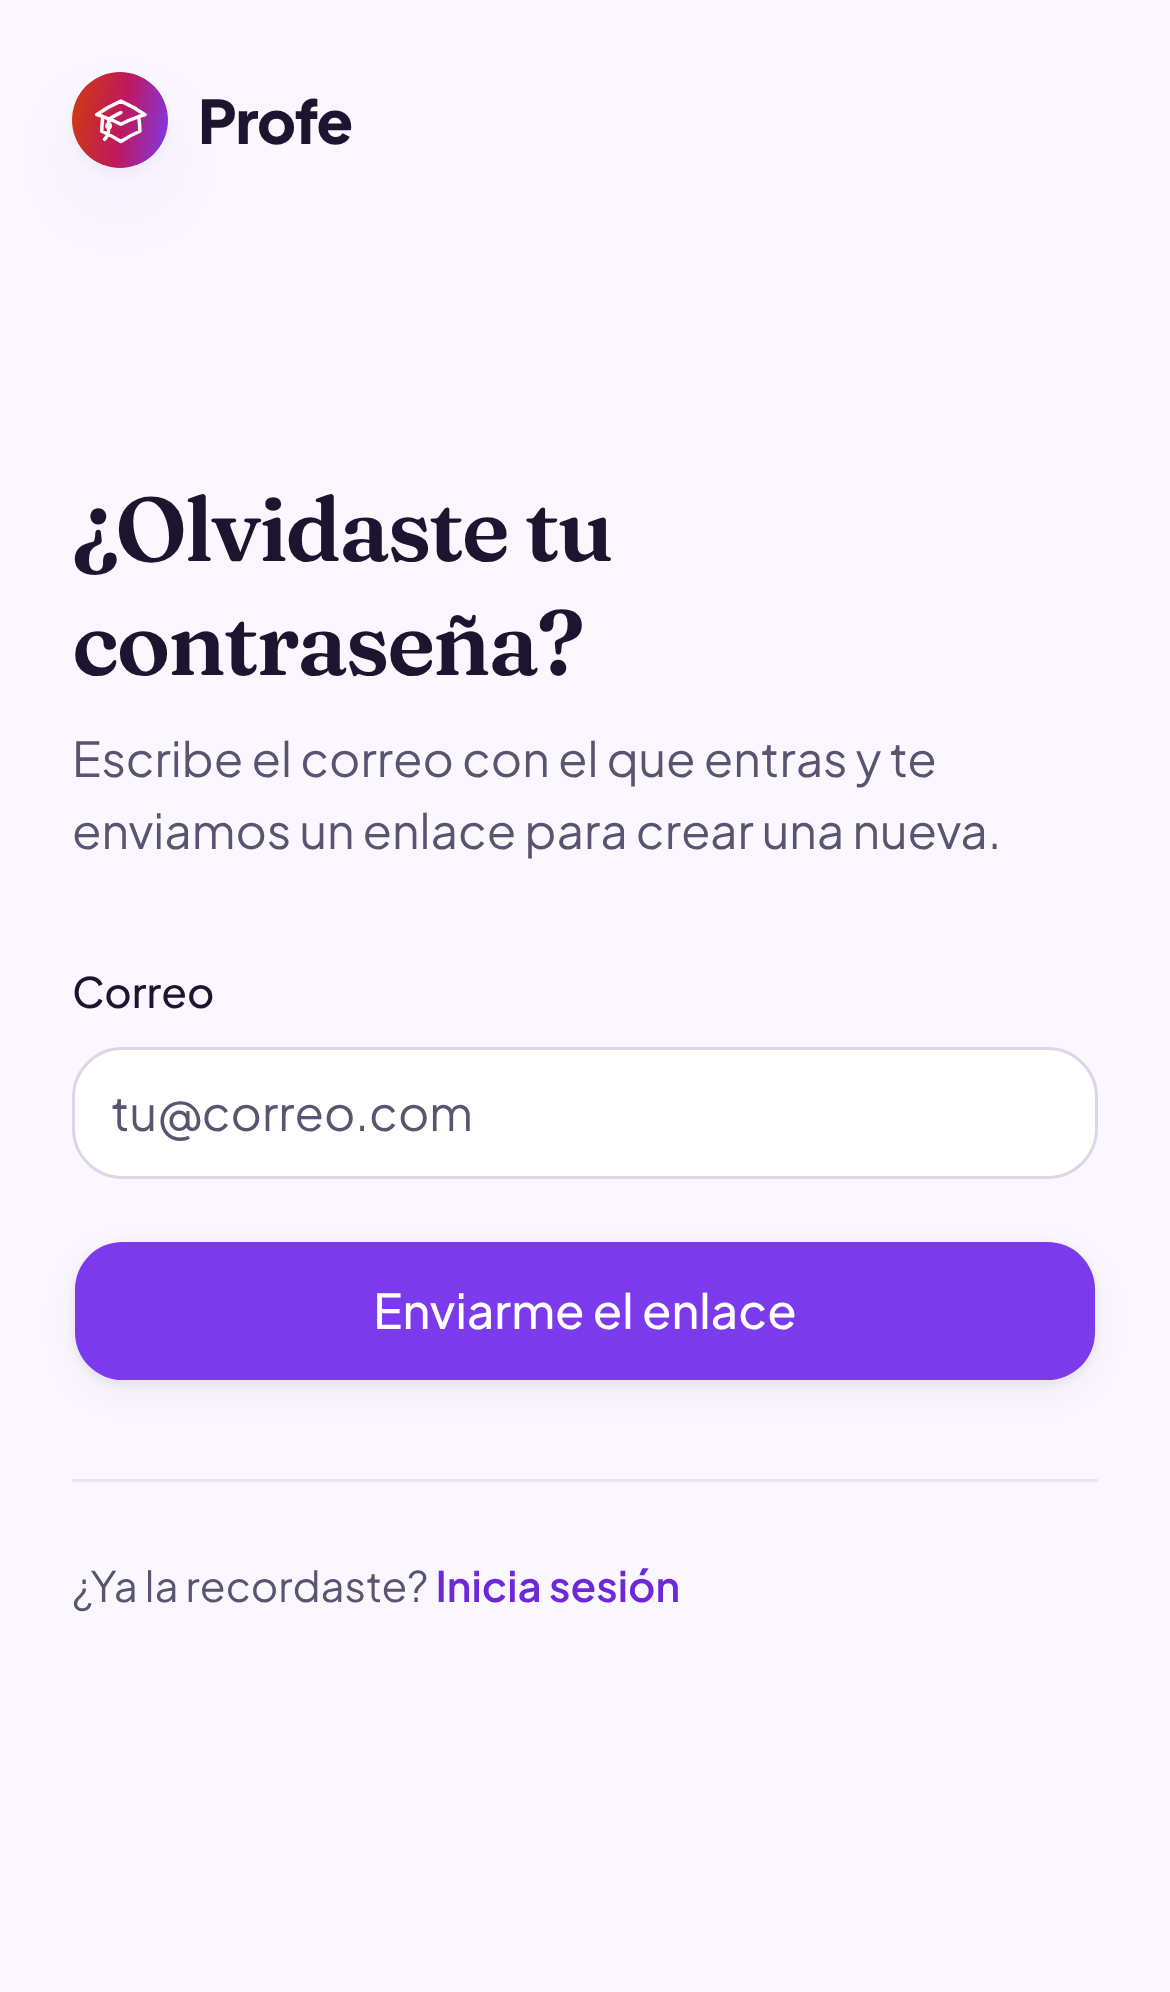 Profe
¿Olvidaste tu
contraseña?
Escribe el correo con el que entras y te
enviamos un enlace para crear una nueva.
Correo
tu@correo.com
Enviarme el enlace
¿Ya la recordaste? Inicia sesión